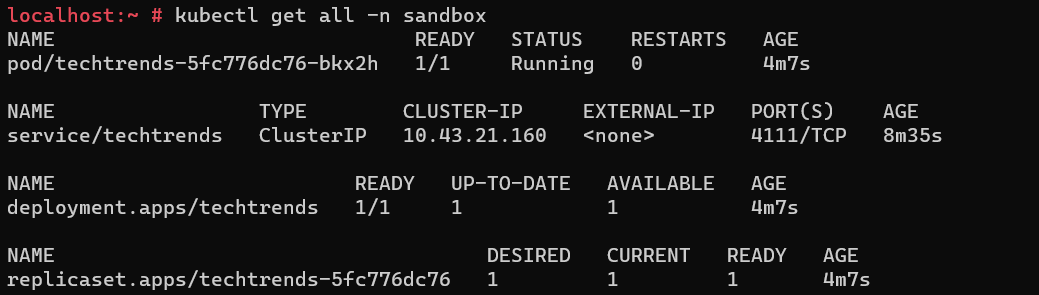 localhost:~ # kubectl get all -n sandbox
NAME                              READY   STATUS    RESTARTS   AGE
pod/techtrends-5fc776dc76-bkx2h   1/1     Running   0          4m7s

NAME                 TYPE        CLUSTER-IP     EXTERNAL-IP   PORT(S)    AGE
service/techtrends   ClusterIP   10.43.21.160   <none>        4111/TCP   8m35s

NAME                         READY   UP-TO-DATE   AVAILABLE   AGE
deployment.apps/techtrends   1/1     1            1           4m7s

NAME                                    DESIRED   CURRENT   READY   AGE
replicaset.apps/techtrends-5fc776dc76   1         1         1       4m7s